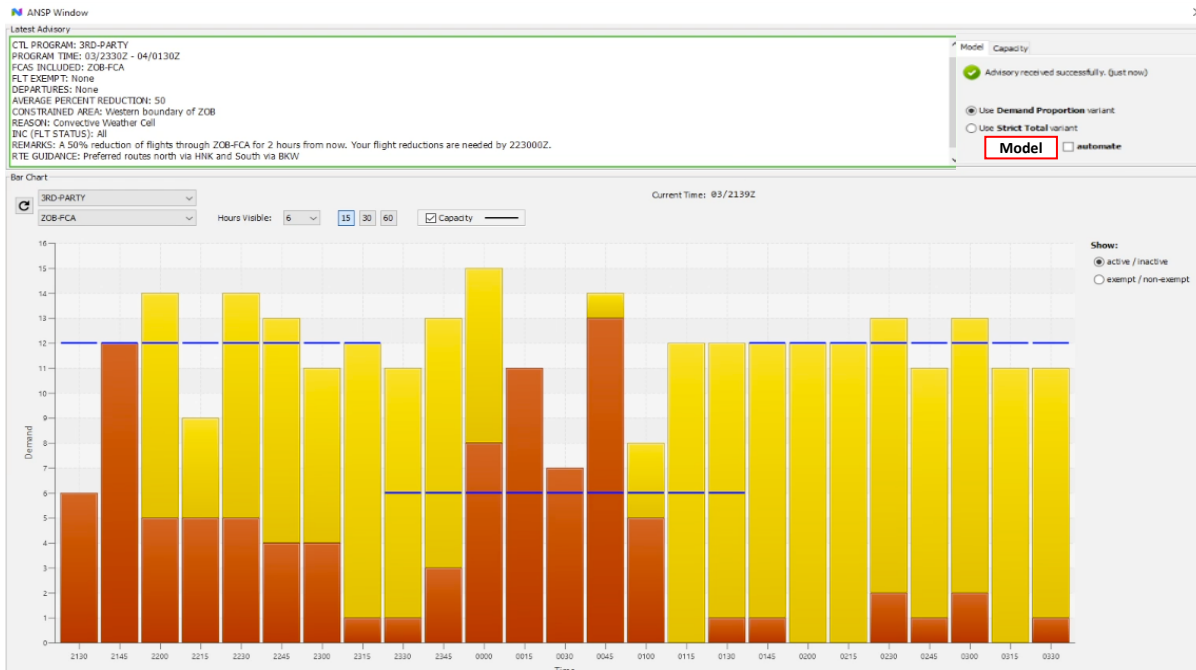 ANSP Window
Latest Advisory
CTL PROGRAM: 3RD-PARTY
PROGRAM TIME: 03/2330Z - 04/0130Z
FCAS INCLUDED: ZOB-FCA
FLT EXEMPT: None
DEPARTURES: None
AVERAGE PERCENT REDUCTION: 50
CONSTRAINED AREA: Western boundary of ZOB
REASON: Convective Weather Cell
INC (FLT STATUS): All
REMARKS: A 50% reduction of flights through ZOB-FCA for 2 hours from now. Your flight reductions are needed by 223000Z.
RTE GUIDANCE: Preferred routes north via HNK and South via BKW
Model Capacity
Advisory received successfully. (just now)
Use Demand Proportion variant
Use Strict Total variant
Model automate
Bar Chart
3RD-PARTY
Current Time: 03/2139Z
ZOB-FCA Hours Visible: 6 15 30 60 Capacity
Show:
active / inactive
exempt / non-exempt
Demand
16
15
14
13
12
11
10
9
8
7
6
5
4
3
2
1
0
2130 2145 2200 2215 2230 2245 2300 2315 2330 2345 0000 0015 0030 0045 0100 0115 0130 0145 0200 0215 0230 0245 0300 0315 0330
Time